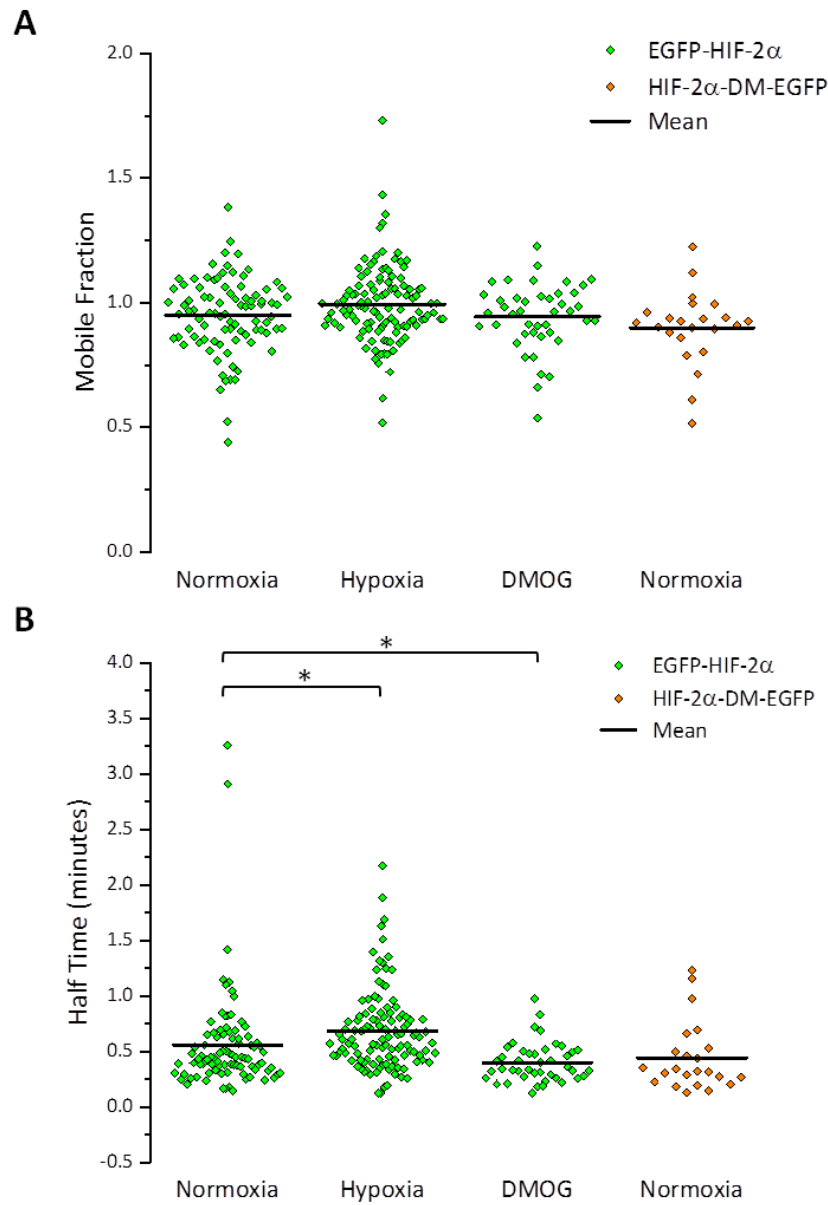 A
2.0
1.5
1.0
0.5
0.0
Mobile Fraction
EGFP-HIF-2α
HIF-2α-DM-EGFP
Mean
Normoxia Hypoxia DMOG Normoxia
B
4.0
3.5
3.0
2.5
2.0
1.5
1.0
0.5
0.0
-0.5
Half Time (minutes)
*
*
EGFP-HIF-2α
HIF-2α-DM-EGFP
Mean
Normoxia Hypoxia DMOG Normoxia